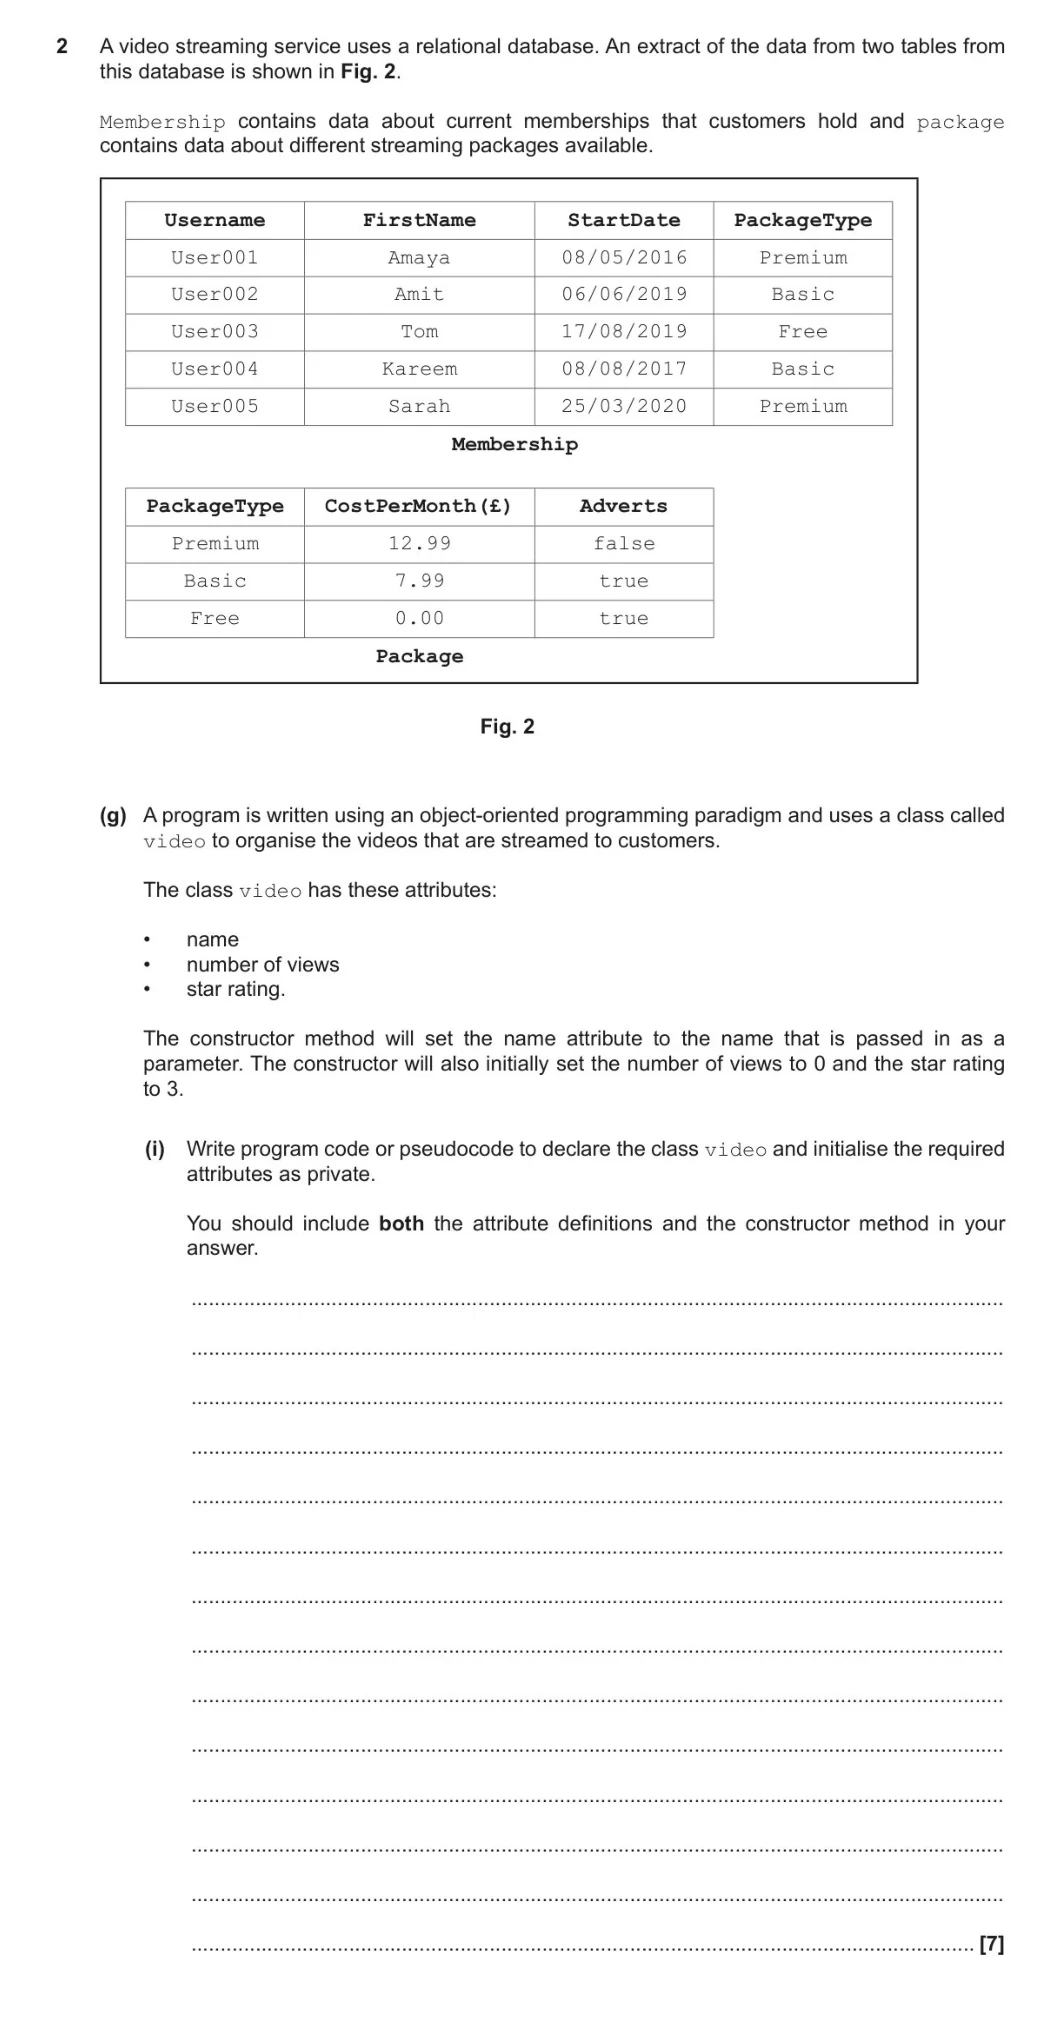 2 A video streaming service uses a relational database. An extract of the data from two tables from
this database is shown in Fig. 2.
Membership contains data about current memberships that customers hold and package
contains data about different streaming packages available.
Username FirstName StartDate PackageType
User001 Amaya 08/05/2016 Premium
User002 Amit 06/06/2019 Basic
User003 Tom 17/08/2019 Free
User004 Kareem 08/08/2017 Basic
User005 Sarah 25/03/2020 Premium
Membership
PackageType CostPerMonth(£) Adverts
Premium 12.99 false
Basic 7.99 true
Free 0.00 true
Package
Fig. 2
(g) A program is written using an object-oriented programming paradigm and uses a class called
video to organise the videos that are streamed to customers.
The class video has these attributes:
• name
• number of views
• star rating.
The constructor method will set the name attribute to the name that is passed in as a
parameter. The constructor will also initially set the number of views to 0 and the star rating
to 3.
(i) Write program code or pseudocode to declare the class video and initialise the required
attributes as private.
You should include both the attribute definitions and the constructor method in your
answer.
[7]